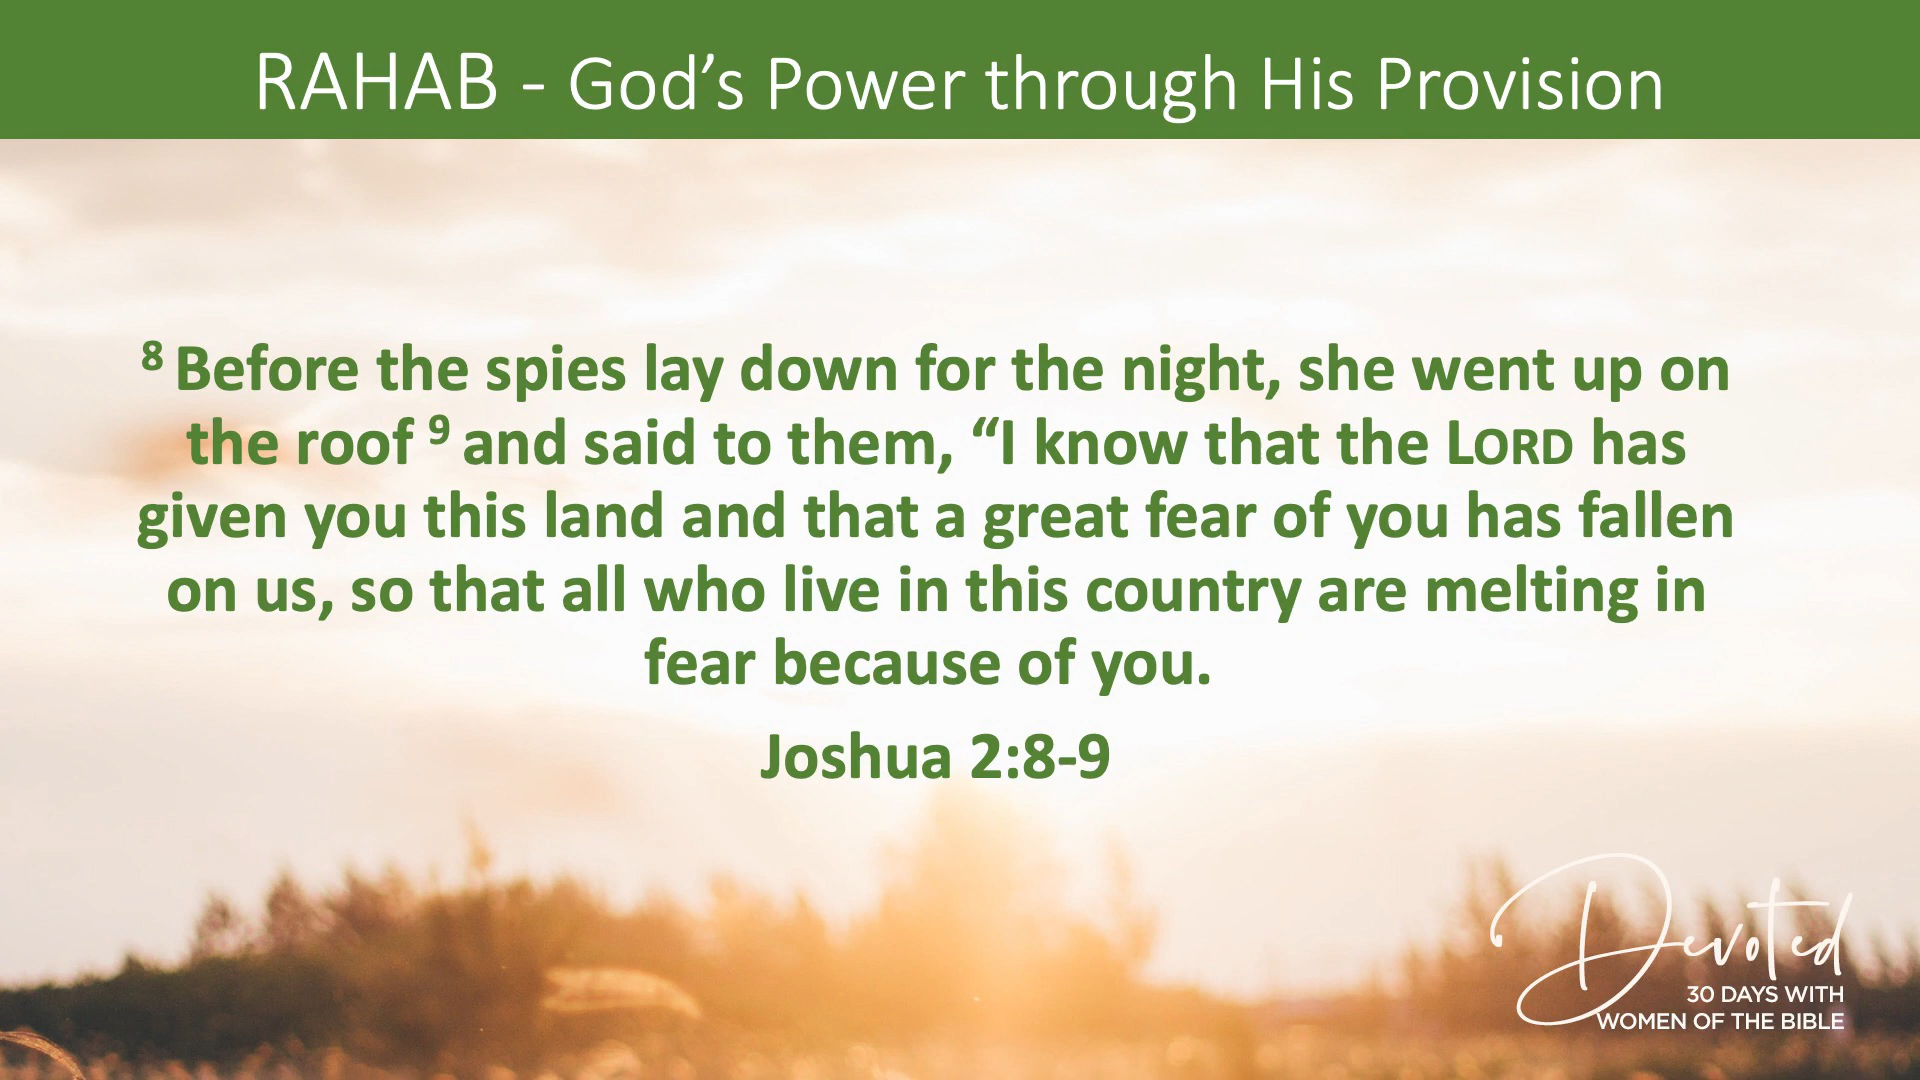 RAHAB - God’s Power through His Provision
8 Before the spies lay down for the night, she went up on
the roof 9 and said to them, “I know that the LORD has
given you this land and that a great fear of you has fallen
on us, so that all who live in this country are melting in
fear because of you.
Joshua 2:8-9
Devoted
30 DAYS WITH
WOMEN OF THE BIBLE